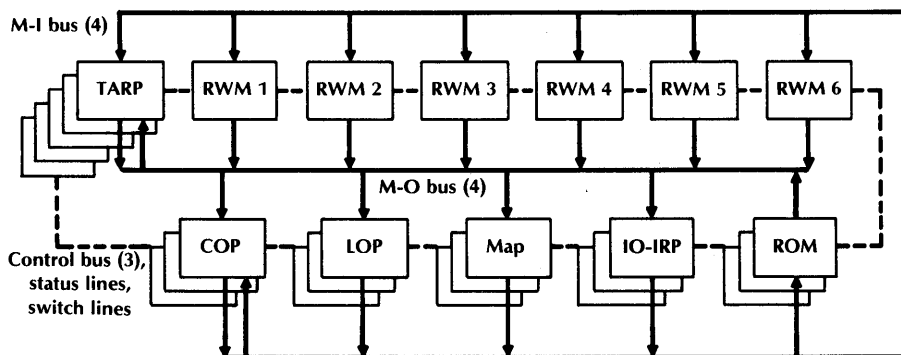 M-I bus (4)
TARP
RWM 1
RWM 2
RWM 3
RWM 4
RWM 5
RWM 6
M-O bus (4)
COP
LOP
Map
IO-IRP
ROM
Control bus (3),
status lines,
switch lines